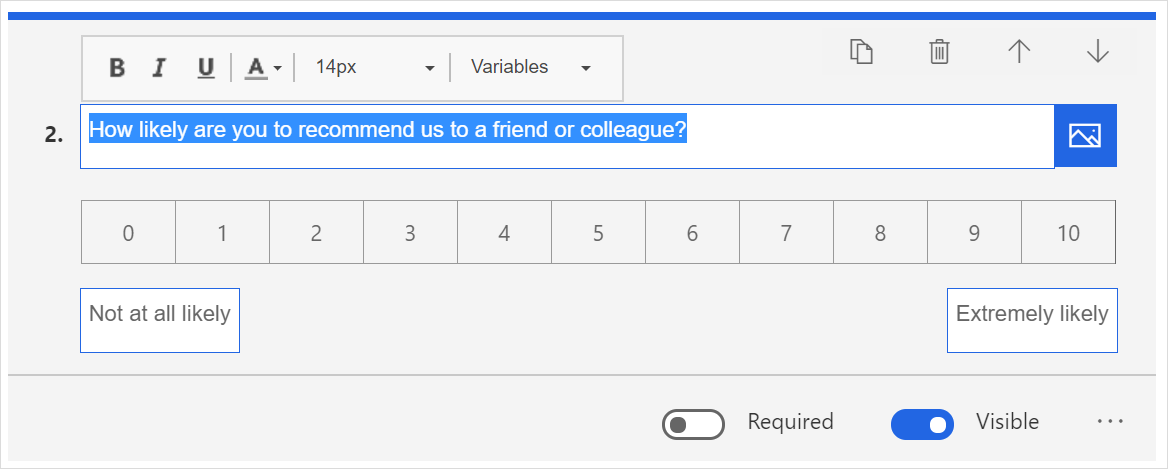 B I U A 14px Variables
2. How likely are you to recommend us to a friend or colleague?
0 1 2 3 4 5 6 7 8 9 10
Not at all likely Extremely likely
Required Visible ...